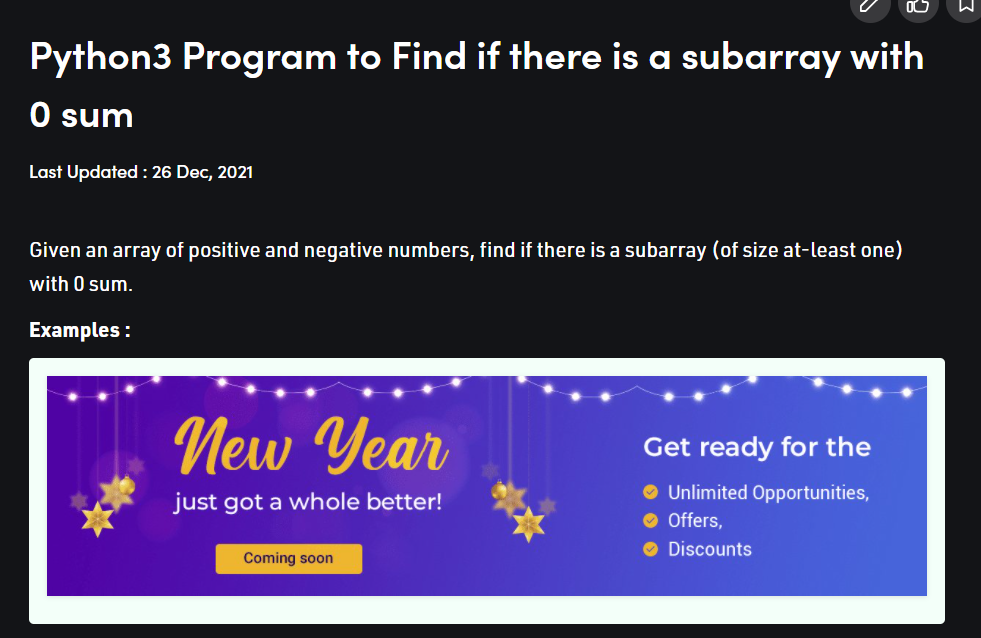 Python3 Program to Find if there is a subarray with
0 sum
Last Updated : 26 Dec, 2021
Given an array of positive and negative numbers, find if there is a subarray (of size at-least one)
with 0 sum.
Examples :
New Year
just got a whole better!
Coming soon
Get ready for the
Unlimited Opportunities,
Offers,
Discounts